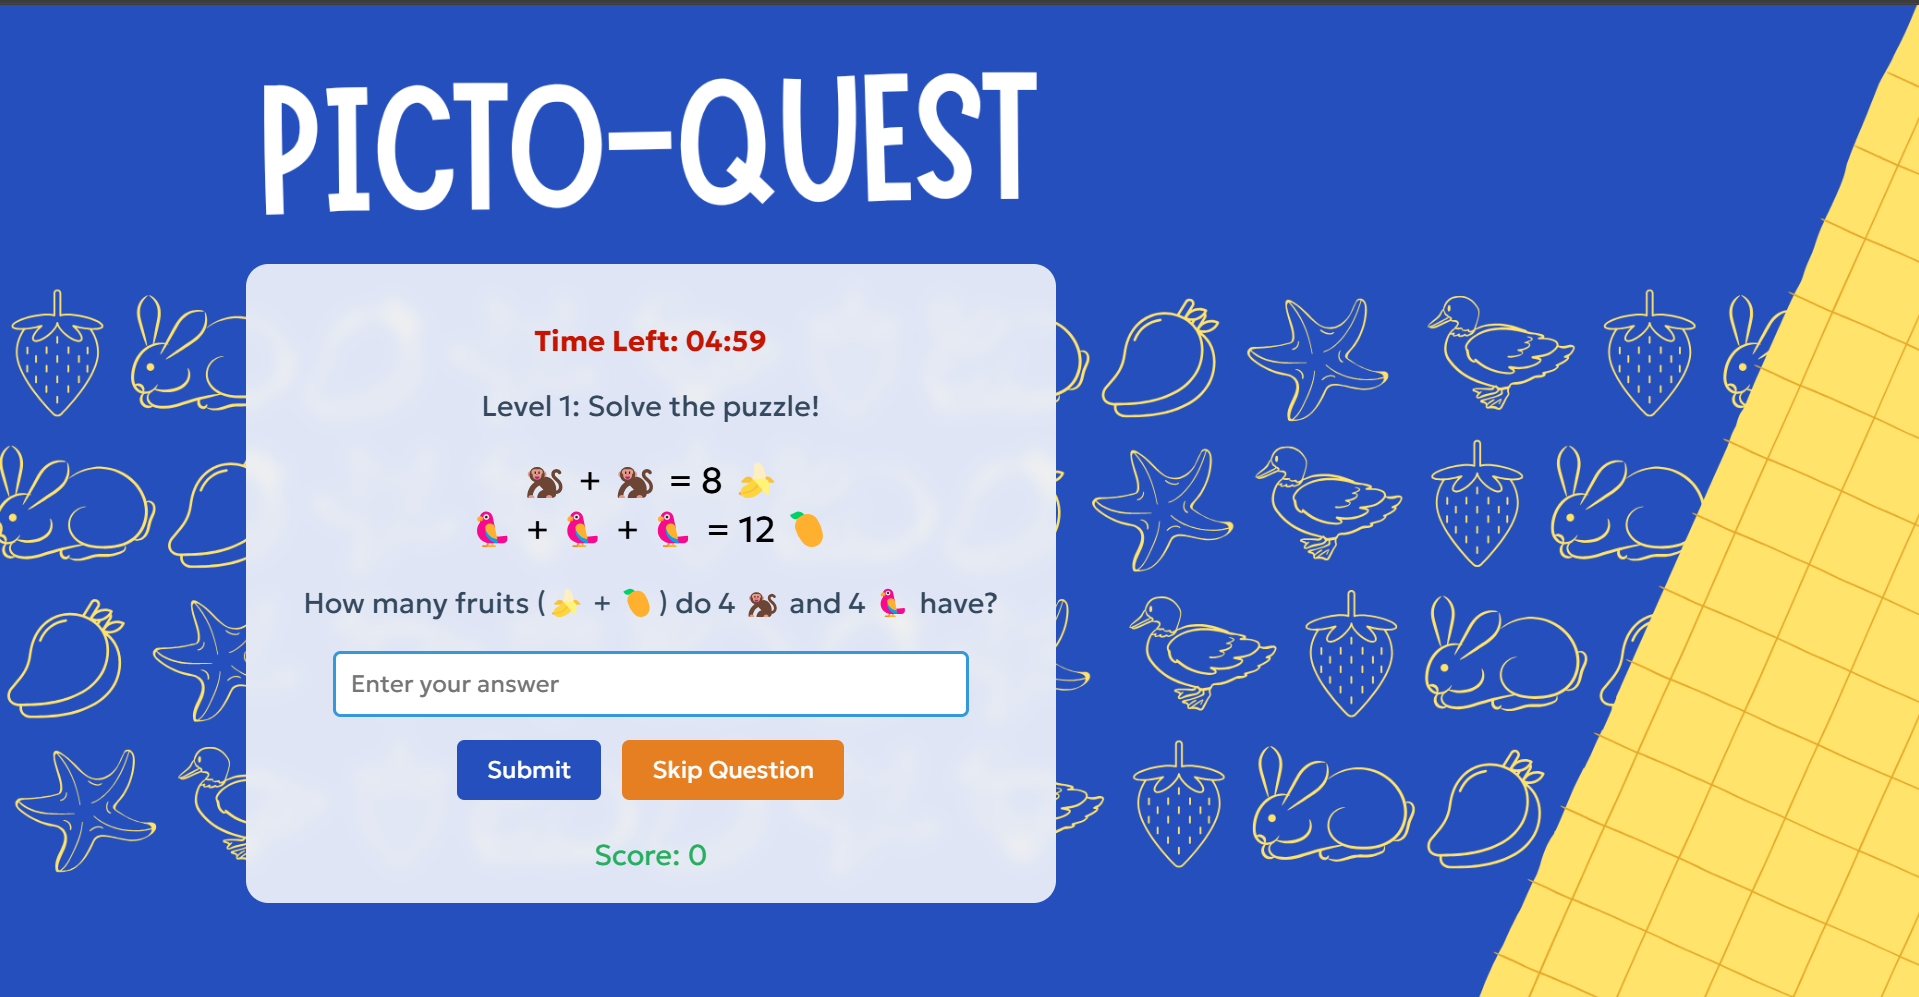 PICTO-QUEST
Time Left: 04:59
Level 1: Solve the puzzle!
🐒 + 🐒 = 8 🍌
🦜 + 🦜 + 🦜 = 12 🥭
How many fruits (🍌 + 🥭) do 4 🐒 and 4 🦜 have?
Enter your answer
Submit
Skip Question
Score: 0